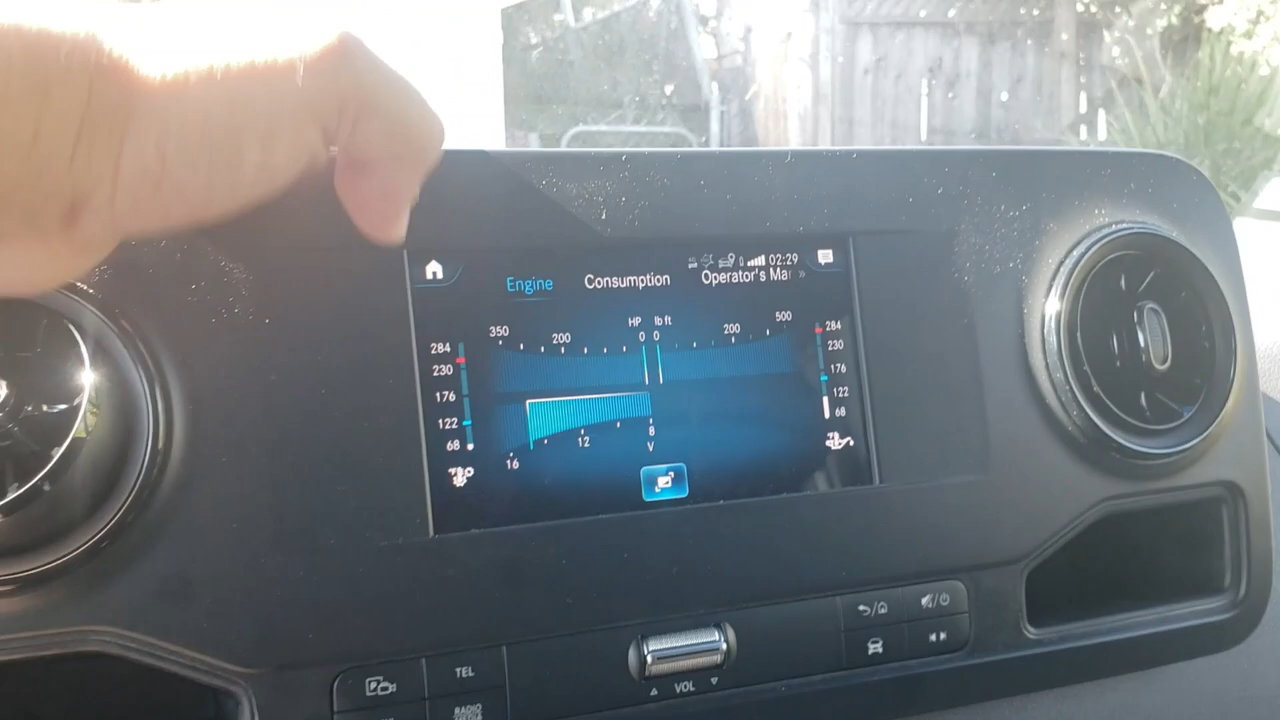 02:29
Engine Consumption Operator's Mar »
HP lb ft
350 200 0 0 200 500
284 284
230 230
176 176
122 122
68 68
8
12
16
V
TEL
RADIO
VOL